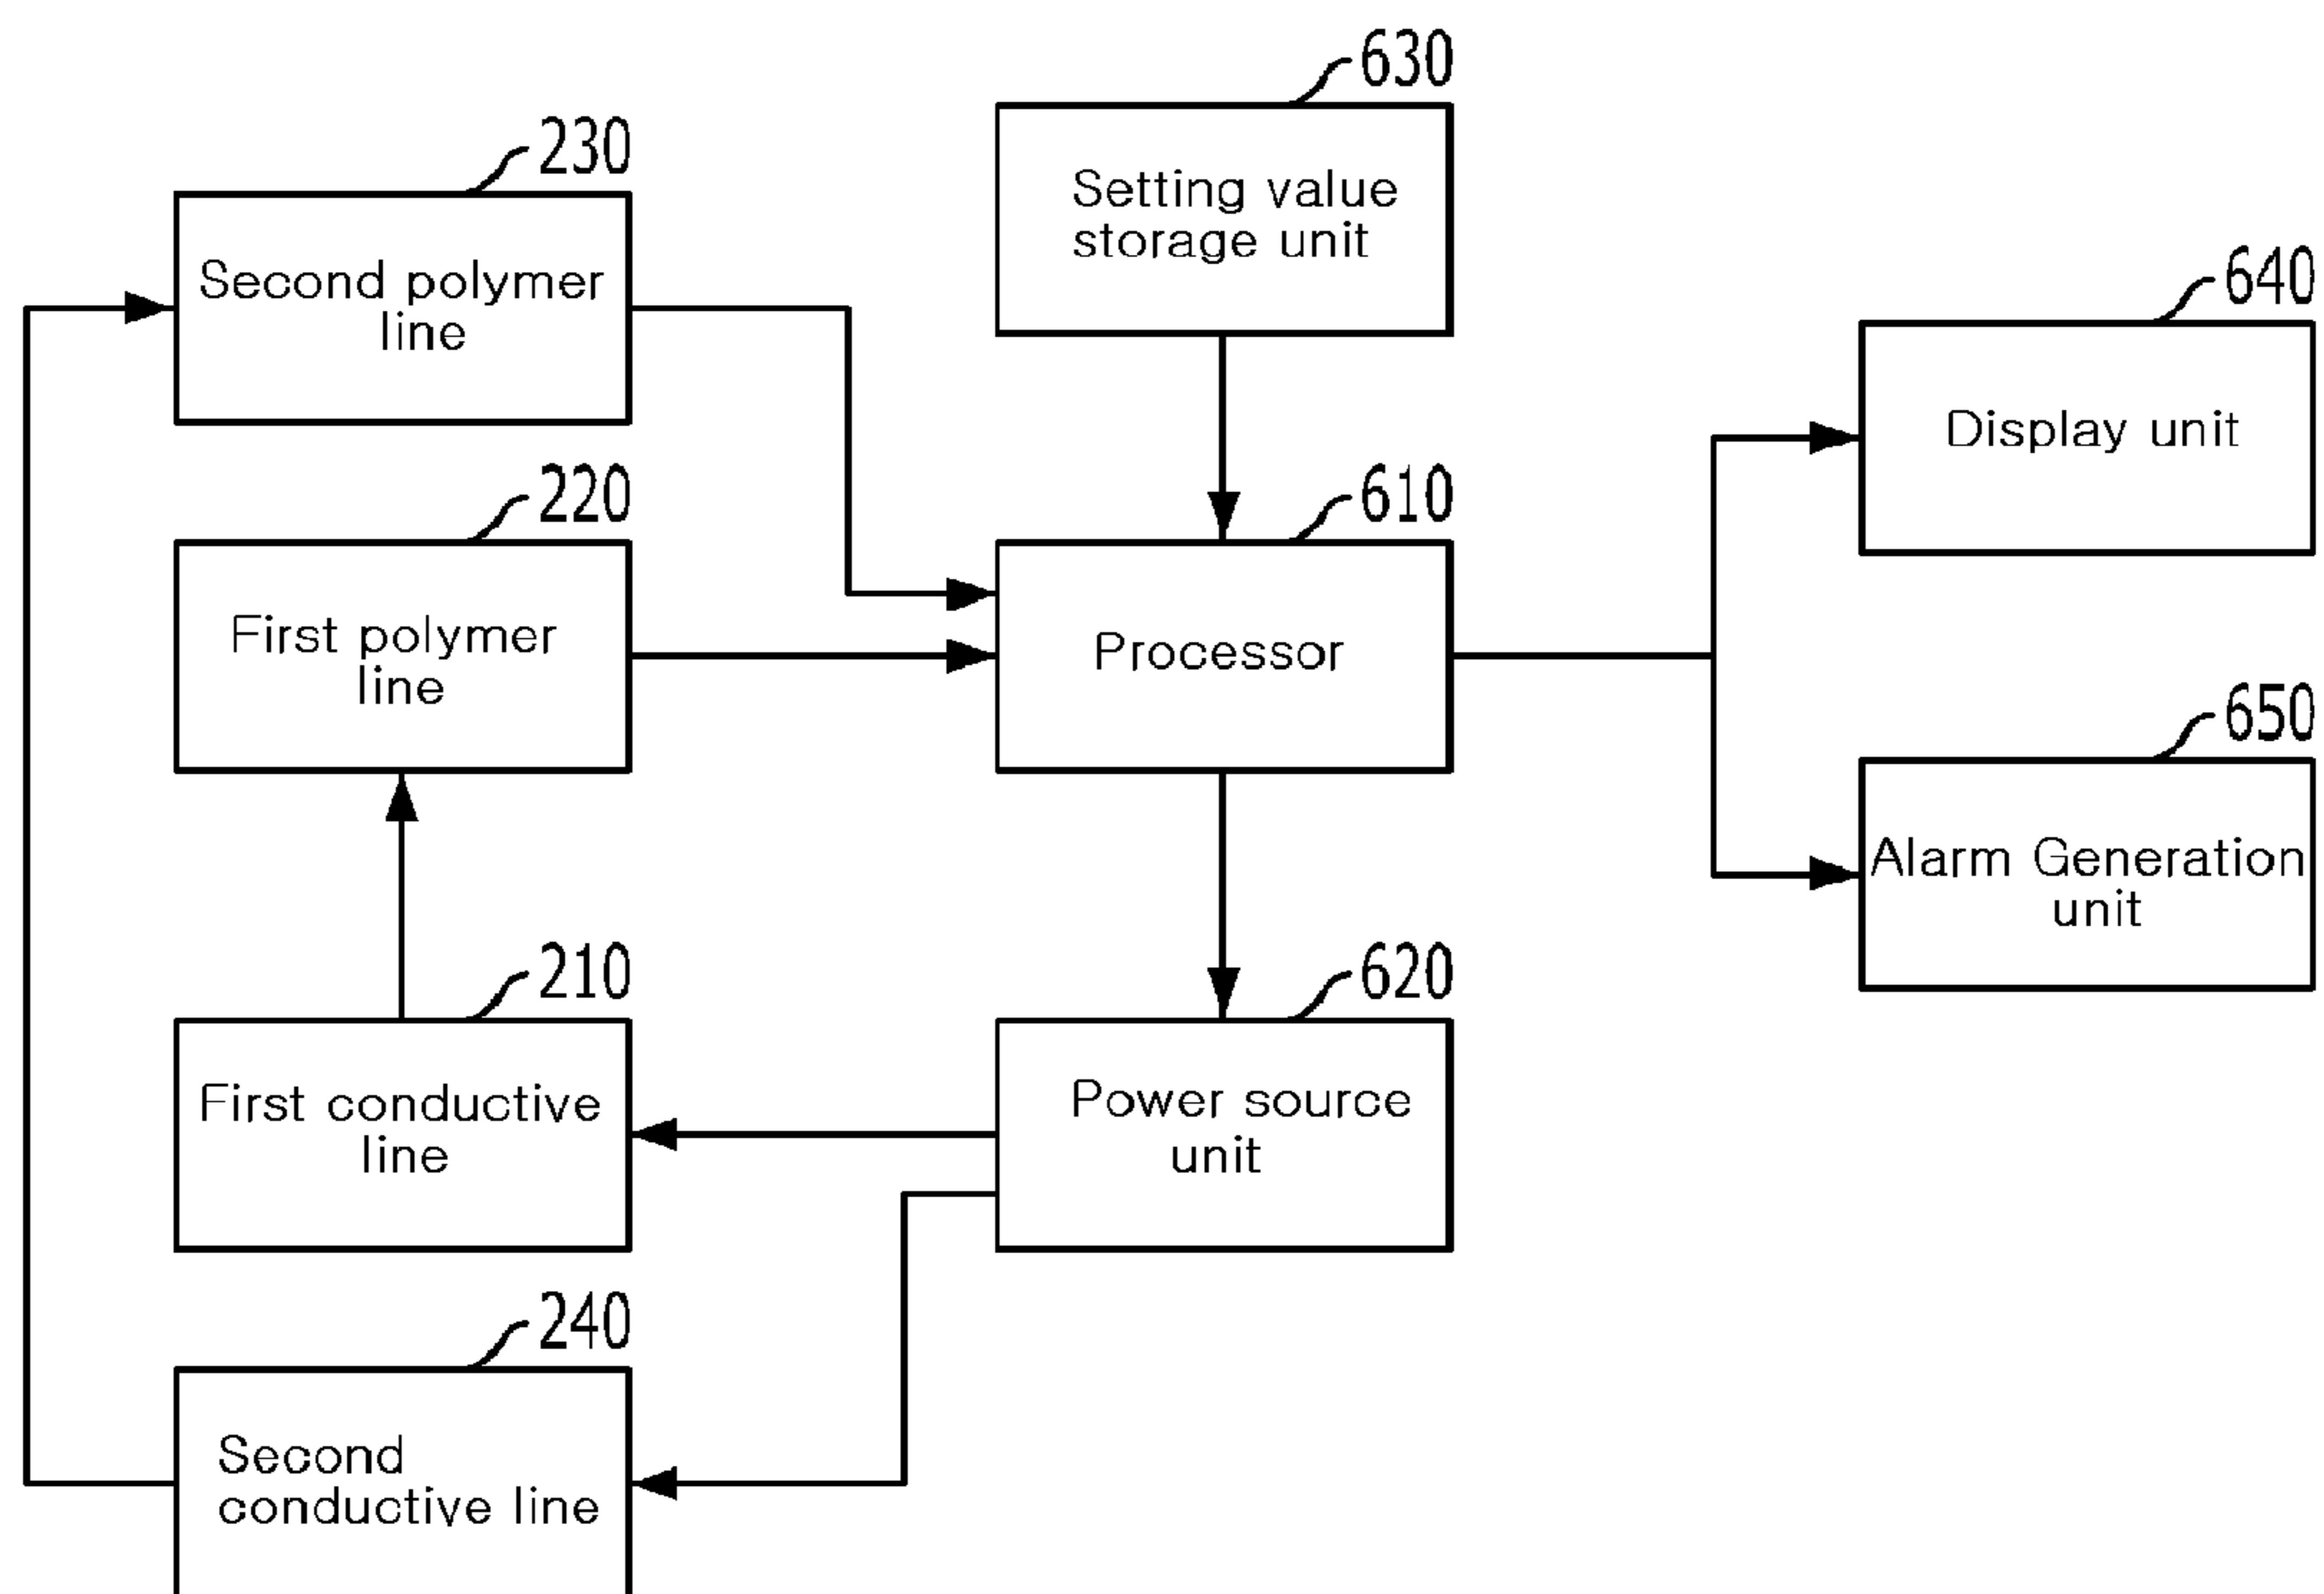 630
Setting value
storage unit
230
Second polymer
line
640
Display unit
220
First polymer
line
610
Processor
650
Alarm Generation
unit
210
First conductive
line
620
Power source
unit
240
Second
conductive line